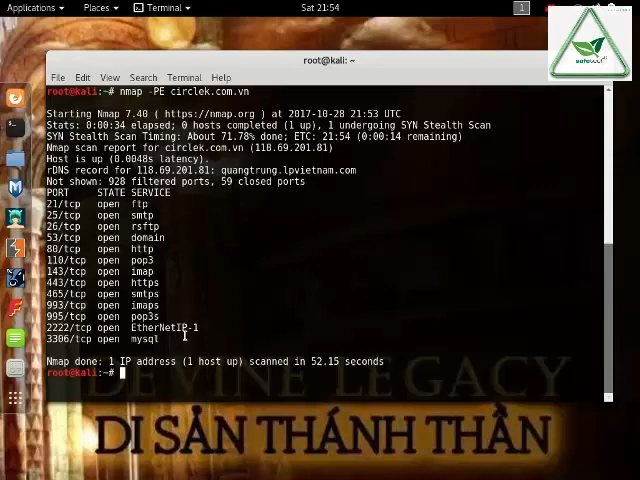 Applications Places Terminal Sat 21:54 1
root@kali: ~
File Edit View Search Terminal Help
root@kali:~# nmap -PE circlek.com.vn
Starting Nmap 7.40 ( https://nmap.org ) at 2017-10-28 21:53 UTC
Stats: 0:00:34 elapsed; 0 hosts completed (1 up), 1 undergoing SYN Stealth Scan
SYN Stealth Scan Timing: About 71.78% done; ETC: 21:54 (0:00:14 remaining)
Nmap scan report for circlek.com.vn (118.69.201.81)
Host is up (0.0048s latency).
rDNS record for 118.69.201.81: quangtrung.lpvietnam.com
Not shown: 928 filtered ports, 59 closed ports
PORT STATE SERVICE
21/tcp open ftp
25/tcp open smtp
26/tcp open rsftp
53/tcp open domain
80/tcp open http
110/tcp open pop3
143/tcp open imap
443/tcp open https
465/tcp open smtps
993/tcp open imaps
995/tcp open pop3s
2222/tcp open EtherNetIP-1
3306/tcp open mysql
Nmap done: 1 IP address (1 host up) scanned in 52.15 seconds
root@kali:~#
DEVINE LEGACY
DI SẢN THÁNH THẦN